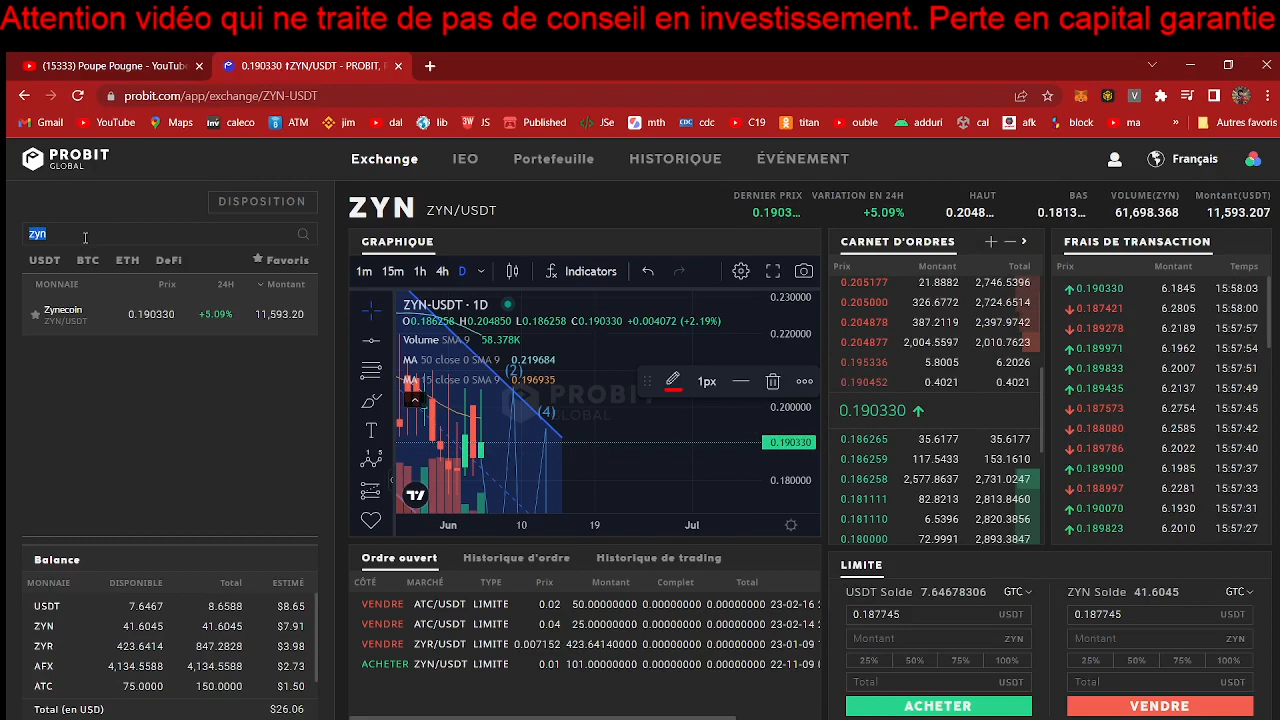 Attention vidéo qui ne traite de pas de conseil en investissement. Perte en capital garantie
(15333) Poupe Pougne - YouTube
0.190330 ↑ZYN/USDT - PROBIT,
probit.com/app/exchange/ZYN-USDT
Gmail YouTube Maps caleco ATM jim dal lib JS Published JSe mth cdc C19 titan ouble adduri cal afk block ma » Autres favoris
PROBIT GLOBAL
Exchange IEO Portefeuille HISTORIQUE ÉVÉNEMENT Français
DISPOSITION
zyn
USDT BTC ETH DeFi Favoris
MONNAIE Prix 24H Montant
Zynecoin 0.190330 +5.09% 11,593.20
ZYN/USDT
ZYN ZYN/USDT
DERNIER PRIX VARIATION EN 24H HAUT BAS VOLUME(ZYN) Montant(USDT)
0.1903... +5.09% 0.2048... 0.1813... 61,698.368 11,593.207
GRAPHIQUE
1m 15m 1h 4h D Indicators
ZYN-USDT · 1D
O0.186258 H0.204850 L0.186258 C0.190330 +0.004072 (+2.19%)
Volume SMA 9 58.378K
MA 50 close 0 SMA 9 0.219684
MA 15 close 0 SMA 9 0.196935
(2)
(4)
PROBIT GLOBAL
1px
0.230000
0.220000
0.200000
0.190330
0.180000
Jun 10 19 Jul
CARNET D'ORDRES
Prix Montant Total
0.205177 21.8882 2,746.5396
0.205000 326.6772 2,724.6514
0.204878 387.2119 2,397.9742
0.204877 2,004.5597 2,010.7623
0.195336 5.8005 6.2026
0.190452 0.4021 0.4021
0.190330
0.186265 35.6177 35.6177
0.186259 117.5433 153.1610
0.186258 2,577.8637 2,731.0247
0.181111 82.8213 2,813.8460
0.181110 6.5396 2,820.3856
0.180000 72.9991 2,893.3847
FRAIS DE TRANSACTION
Prix Montant Temps
0.190330 6.1845 15:58:03
0.187421 6.2805 15:58:00
0.189278 6.2189 15:57:57
0.189971 6.1962 15:57:54
0.189833 6.2007 15:57:51
0.189435 6.2137 15:57:49
0.187573 6.2754 15:57:45
0.188080 6.2585 15:57:42
0.189786 6.2022 15:57:40
0.189900 6.1985 15:57:37
0.188997 6.2281 15:57:33
0.190070 6.1930 15:57:31
0.189823 6.2010 15:57:27
Balance
MONNAIE DISPONIBLE Total ESTIMÉ
USDT 7.6467 8.6588 $8.65
ZYN 41.6045 41.6045 $7.91
ZYR 423.6414 847.2828 $3.98
AFX 4,134.5588 4,134.5588 $2.73
ATC 75.0000 150.0000 $1.50
Total (en USD) $26.06
Ordre ouvert Historique d'ordre Historique de trading
CÔTÉ MARCHÉ TYPE Prix Montant Complet Total
VENDRE ATC/USDT LIMITE 0.02 50.00000000 0.00000000 0.00000000 23-02-16 2
VENDRE ATC/USDT LIMITE 0.04 25.00000000 0.00000000 0.00000000 23-02-14
VENDRE ZYR/USDT LIMITE 0.007152 423.64140000 0.00000000 0.00000000 23-01-09
ACHETER ZYN/USDT LIMITE 0.01 101.00000000 0.00000000 0.00000000 22-11-09
LIMITE
USDT Solde 7.64678306 GTC
0.187745 USDT
Montant ZYN
25% 50% 75% 100%
Total USDT
ACHETER
ZYN Solde 41.6045 GTC
0.187745 USDT
Montant ZYN
25% 50% 75% 100%
Total USDT
VENDRE